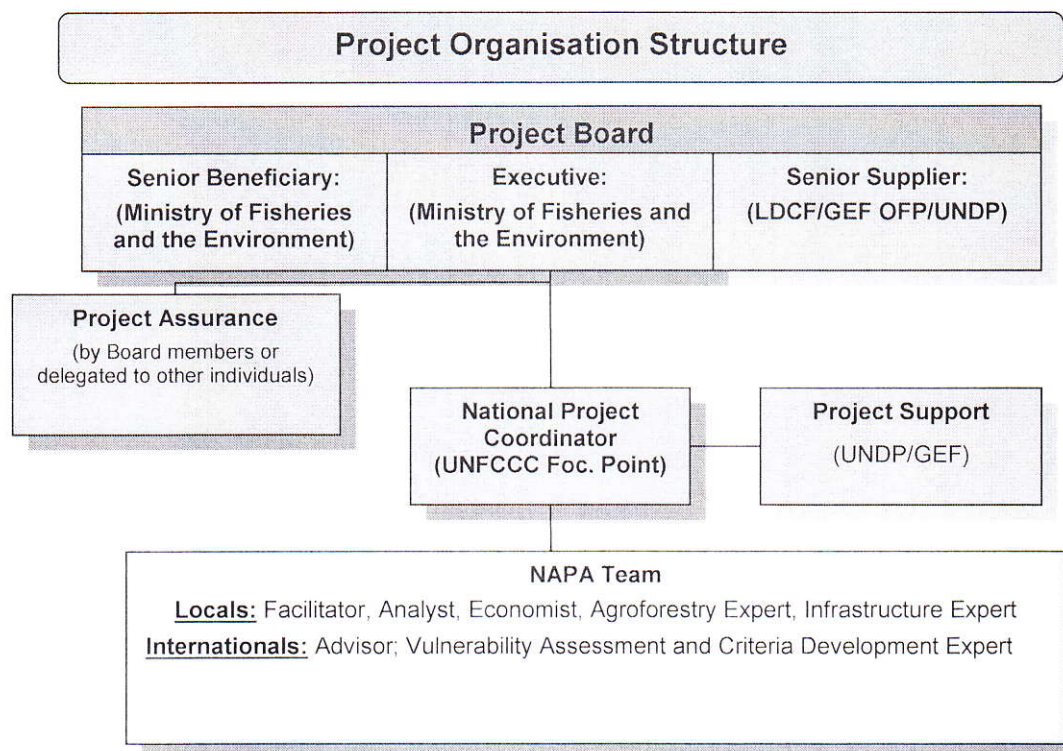 Project Organisation Structure
Project Board
Senior Beneficiary:
(Ministry of Fisheries
and the Environment)
Executive:
(Ministry of Fisheries and
the Environment)
Senior Supplier:
(LDCF/GEF OFP/UNDP)
Project Assurance
(by Board members or
delegated to other individuals)
National Project
Coordinator
(UNFCCC Foc. Point)
Project Support
(UNDP/GEF)
NAPA Team
Locals: Facilitator, Analyst, Economist, Agroforestry Expert, Infrastructure Expert
Internationals: Advisor; Vulnerability Assessment and Criteria Development Expert